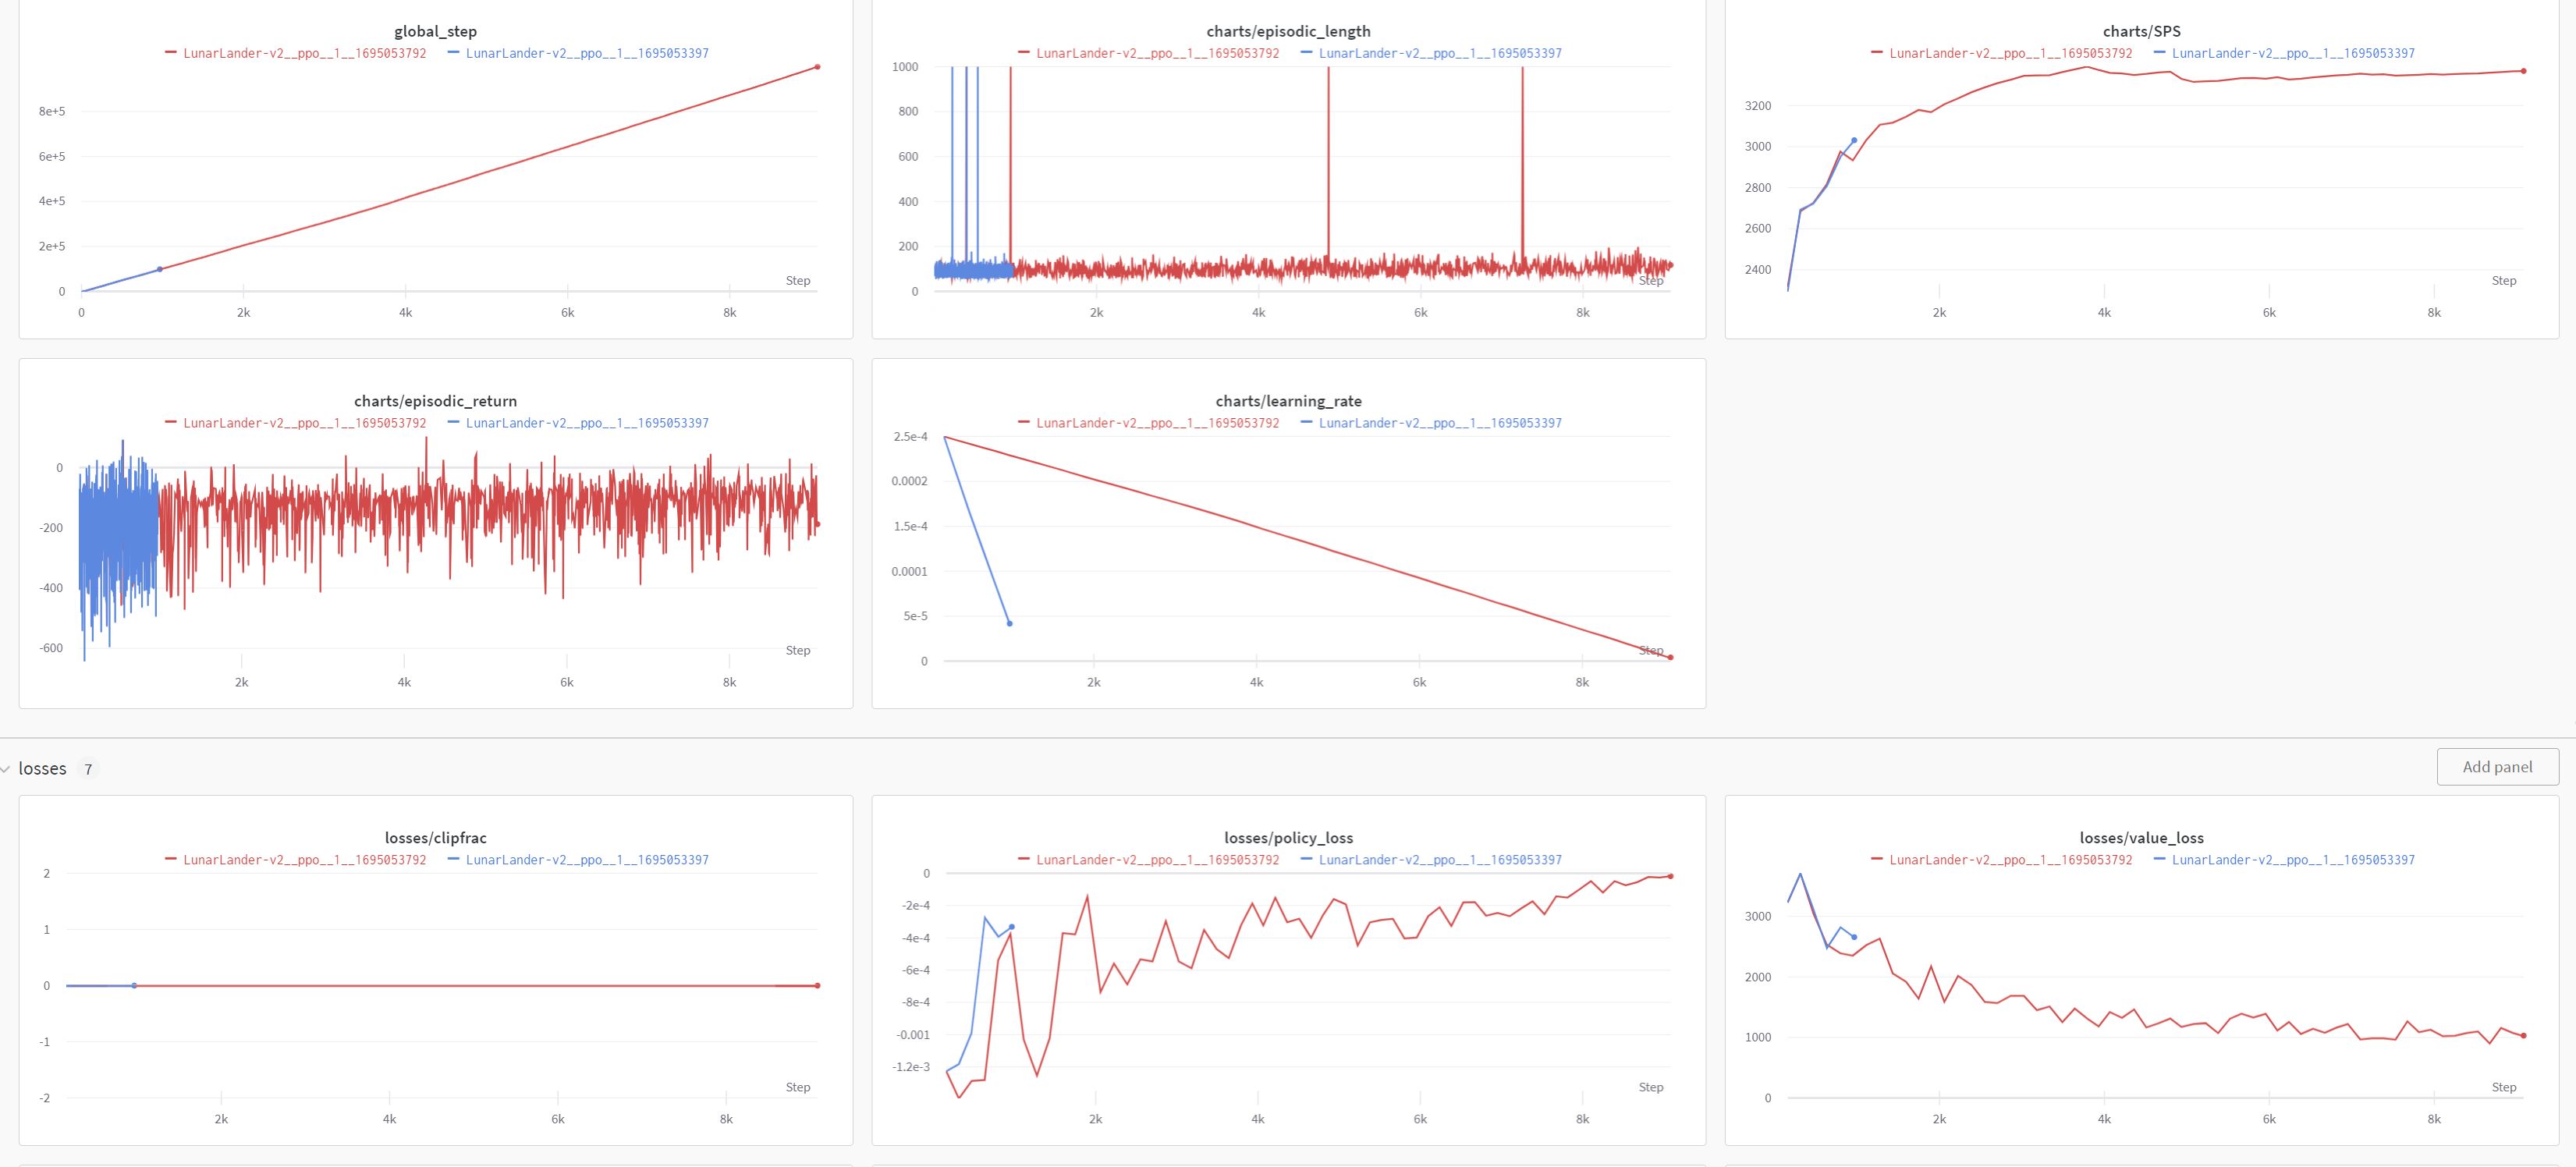 global_step
LunarLander-v2__ppo__1__1695053792 LunarLander-v2__ppo__1__1695053397
8e+5
6e+5
4e+5
2e+5
0
Step
0 2k 4k 6k 8k
charts/episodic_length
LunarLander-v2__ppo__1__1695053792 LunarLander-v2__ppo__1__1695053397
1000
800
600
400
200
0
Step
2k 4k 6k 8k
charts/SPS
LunarLander-v2__ppo__1__1695053792 LunarLander-v2__ppo__1__1695053397
3200
3000
2800
2600
2400
Step
2k 4k 6k 8k
charts/episodic_return
LunarLander-v2__ppo__1__1695053792 LunarLander-v2__ppo__1__1695053397
0
-200
-400
-600
Step
2k 4k 6k 8k
charts/learning_rate
LunarLander-v2__ppo__1__1695053792 LunarLander-v2__ppo__1__1695053397
2.5e-4
0.0002
1.5e-4
0.0001
5e-5
0
Step
2k 4k 6k 8k
losses 7
Add panel
losses/clipfrac
LunarLander-v2__ppo__1__1695053792 LunarLander-v2__ppo__1__1695053397
2
1
0
-1
-2
Step
2k 4k 6k 8k
losses/policy_loss
LunarLander-v2__ppo__1__1695053792 LunarLander-v2__ppo__1__1695053397
0
-2e-4
-4e-4
-6e-4
-8e-4
-0.001
-1.2e-3
Step
2k 4k 6k 8k
losses/value_loss
LunarLander-v2__ppo__1__1695053792 LunarLander-v2__ppo__1__1695053397
3000
2000
1000
0
Step
2k 4k 6k 8k